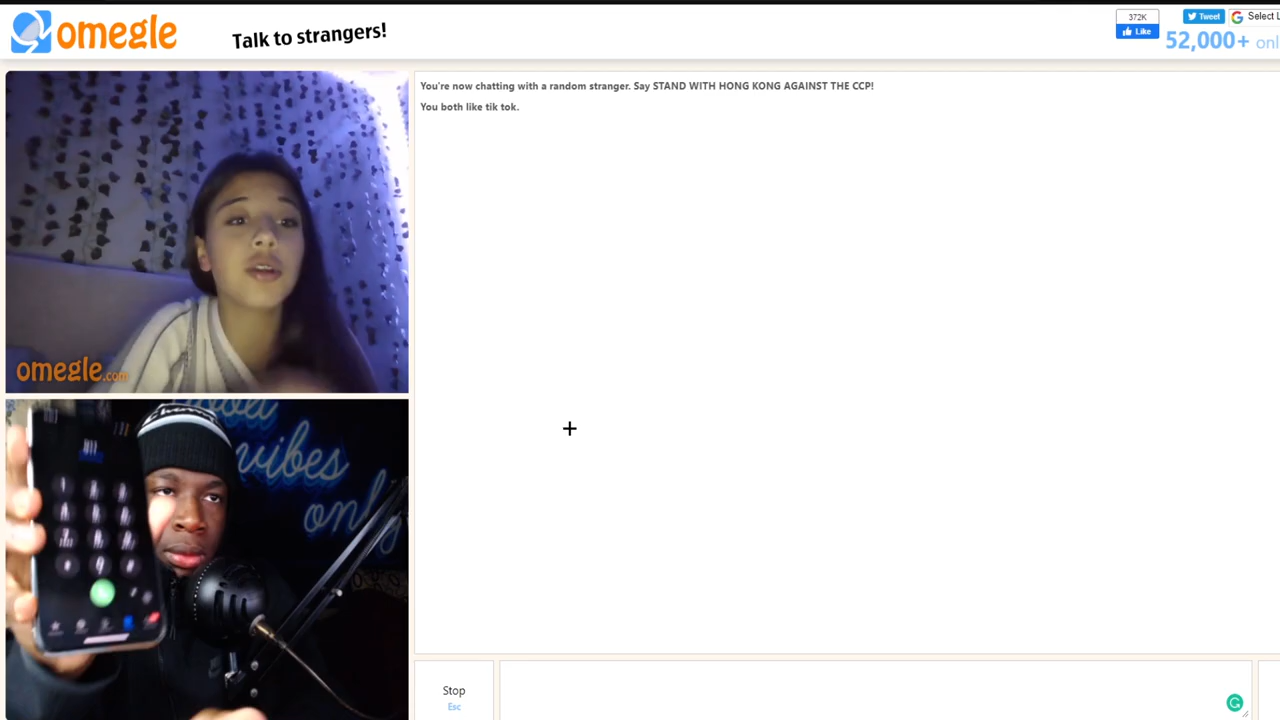 omegle
Talk to strangers!
372K
Like
Tweet
Select L
52,000+ onl
You're now chatting with a random stranger. Say STAND WITH HONG KONG AGAINST THE CCP!
You both like tik tok.
omegle.com
vibes
only
Stop
Esc